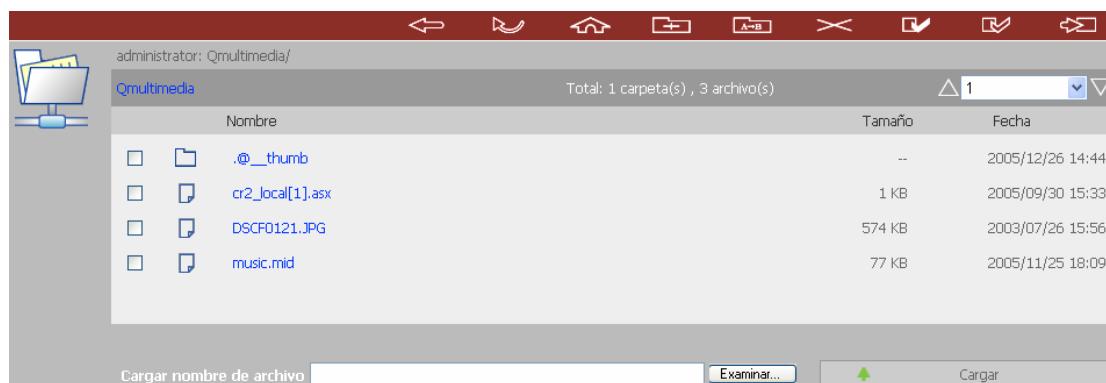 A→B
administrator: Qmultimedia/
Qmultimedia Total: 1 carpeta(s) , 3 archivo(s) 1
Nombre Tamaño Fecha
.@__thumb -- 2005/12/26 14:44
cr2_local[1].asx 1 KB 2005/09/30 15:33
DSCF0121.JPG 574 KB 2003/07/26 15:56
music.mid 77 KB 2005/11/25 18:09
Cargar nombre de archivo Examinar... Cargar